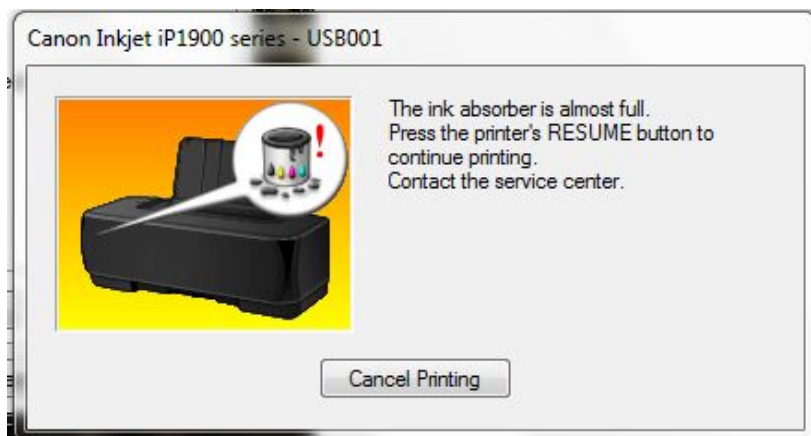 Canon Inkjet iP1900 series - USB001
The ink absorber is almost full.
Press the printer's RESUME button to
continue printing.
Contact the service center.
Cancel Printing